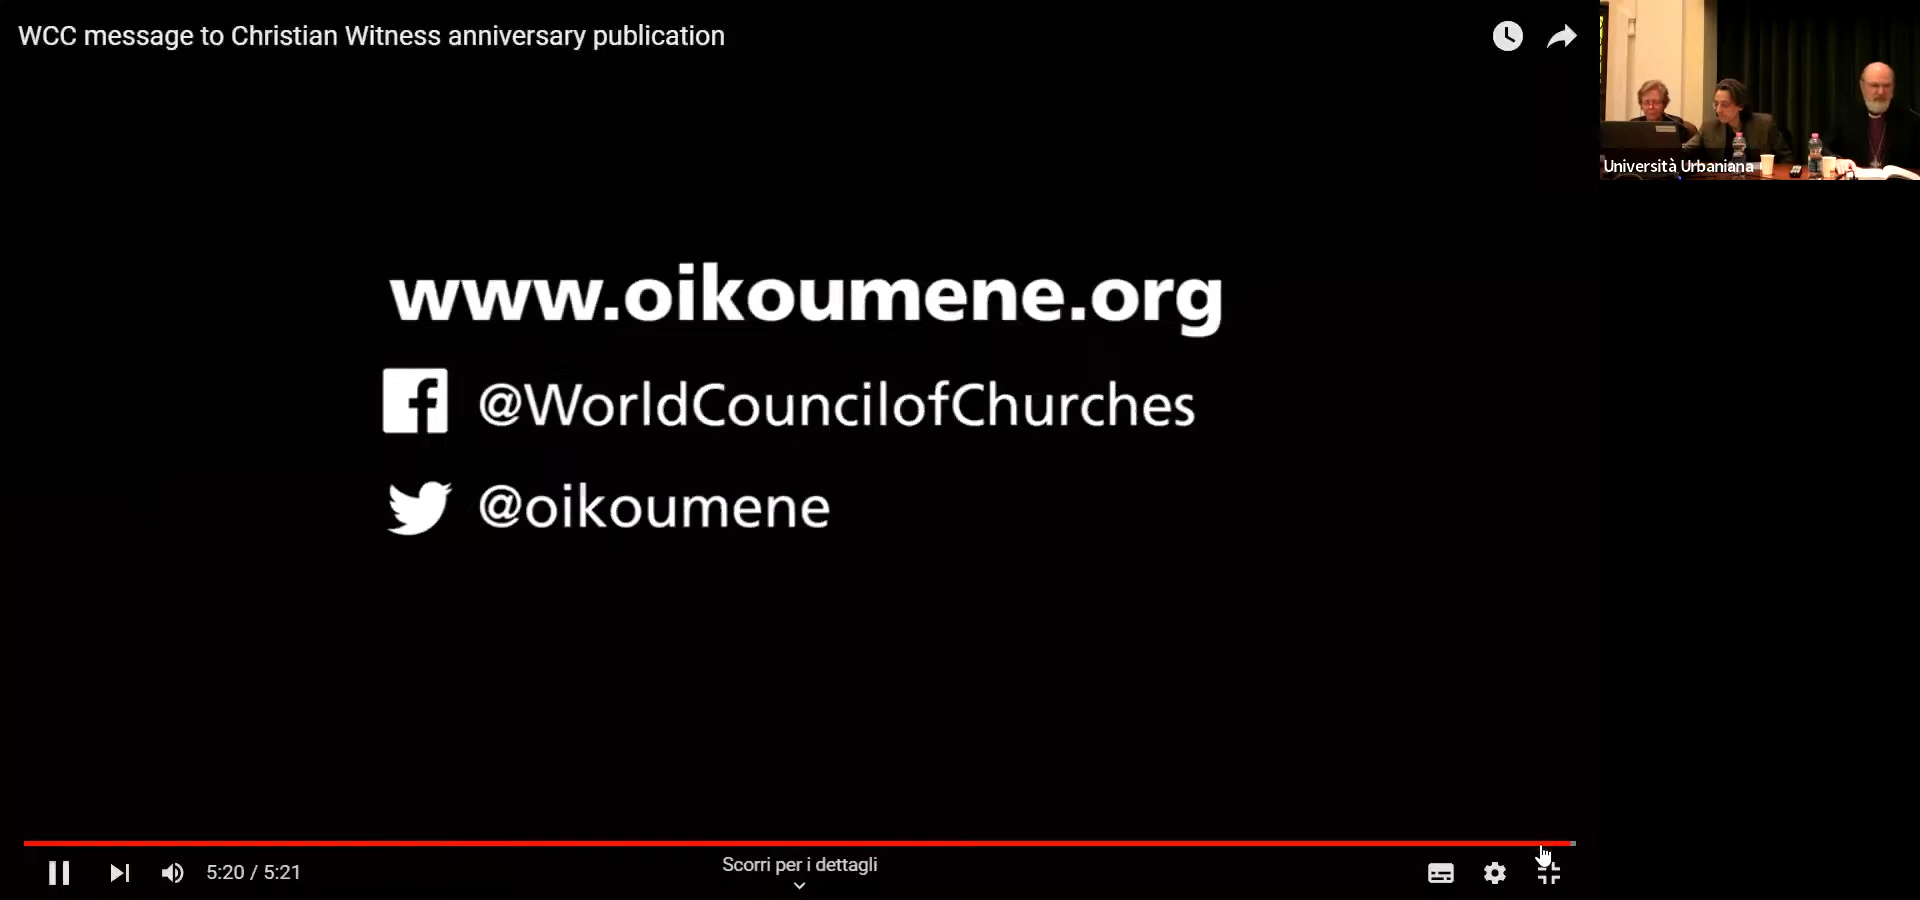 WCC message to Christian Witness anniversary publication
Università Urbaniana
www.oikoumene.org
@WorldCouncilofChurches
@oikoumene
5:20 / 5:21
Scorri per i dettagli